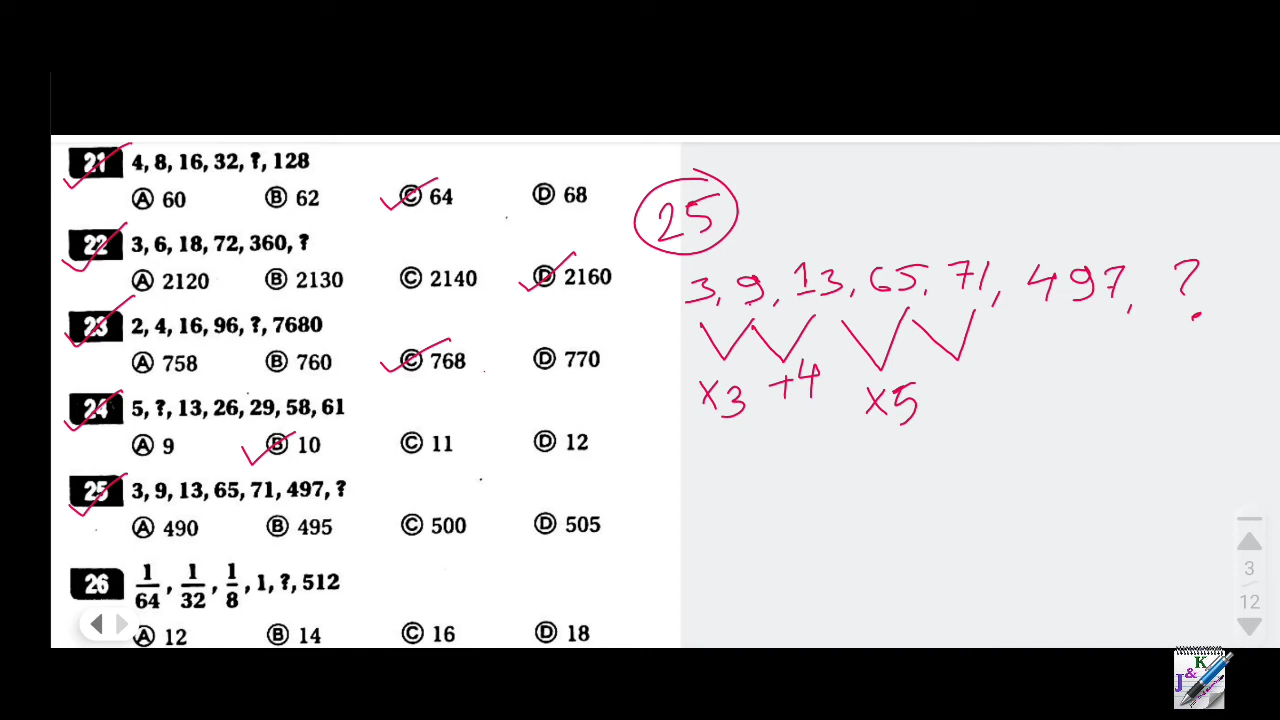 21 4, 8, 16, 32, ?, 128
Ⓐ 60 Ⓑ 62 Ⓒ 64 Ⓓ 68
22 3, 6, 18, 72, 360, ?
Ⓐ 2120 Ⓑ 2130 Ⓒ 2140 Ⓓ 2160
23 2, 4, 16, 96, ?, 7680
Ⓐ 758 Ⓑ 760 Ⓒ 768 Ⓓ 770
24 5, ?, 13, 26, 29, 58, 61
Ⓐ 9 Ⓑ 10 Ⓒ 11 Ⓓ 12
25 3, 9, 13, 65, 71, 497, ?
Ⓐ 490 Ⓑ 495 Ⓒ 500 Ⓓ 505
26 1/64, 1/32, 1/8, 1, ?, 512
Ⓐ 12 Ⓑ 14 Ⓒ 16 Ⓓ 18
25
3, 9, 13, 65, 71, 497, ?
×3 +4 ×5
3
12
J&K